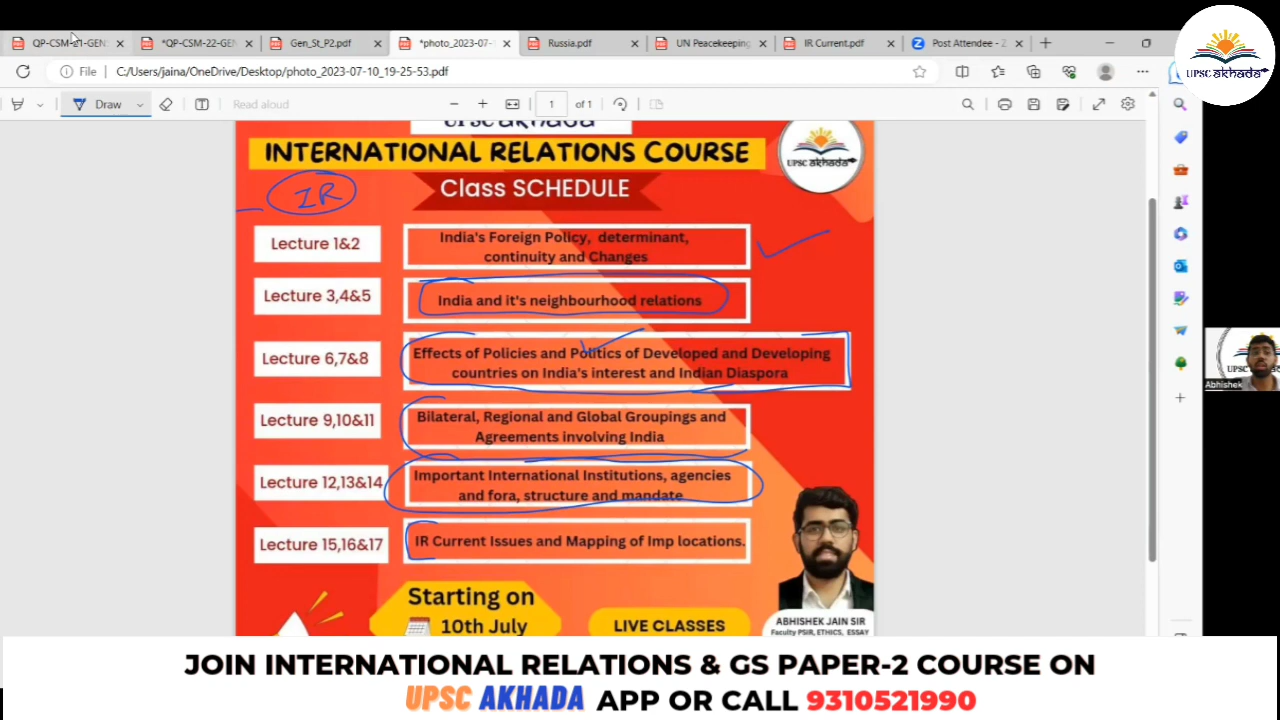 QP-CSM-21-GEN
*QP-CSM-22-GEN
Gen_St_P2.pdf
*photo_2023-07-
Russia.pdf
UN Peacekeeping
IR Current.pdf
Post Attendee - Z
UPSC akhada
File
C:/Users/jaina/OneDrive/Desktop/photo_2023-07-10_19-25-53.pdf
Draw
Read aloud
1 of 1
UPSC akhada
INTERNATIONAL RELATIONS COURSE
UPSC akhada
IR
Class SCHEDULE
Lecture 1&2
India's Foreign Policy, determinant,
continuity and Changes
Lecture 3,4&5
India and it's neighbourhood relations
Lecture 6,7&8
Effects of Policies and Politics of Developed and Developing
countries on India's interest and Indian Diaspora
Lecture 9,10&11
Bilateral, Regional and Global Groupings and
Agreements involving India
Lecture 12,13&14
Important International Institutions, agencies
and fora, structure and mandate
Lecture 15,16&17
IR Current Issues and Mapping of Imp locations.
Starting on
10th July
LIVE CLASSES
ABHISHEK JAIN SIR
Faculty PSIR, ETHICS, ESSAY
Abhishek
JOIN INTERNATIONAL RELATIONS & GS PAPER-2 COURSE ON
UPSC AKHADA APP OR CALL 9310521990